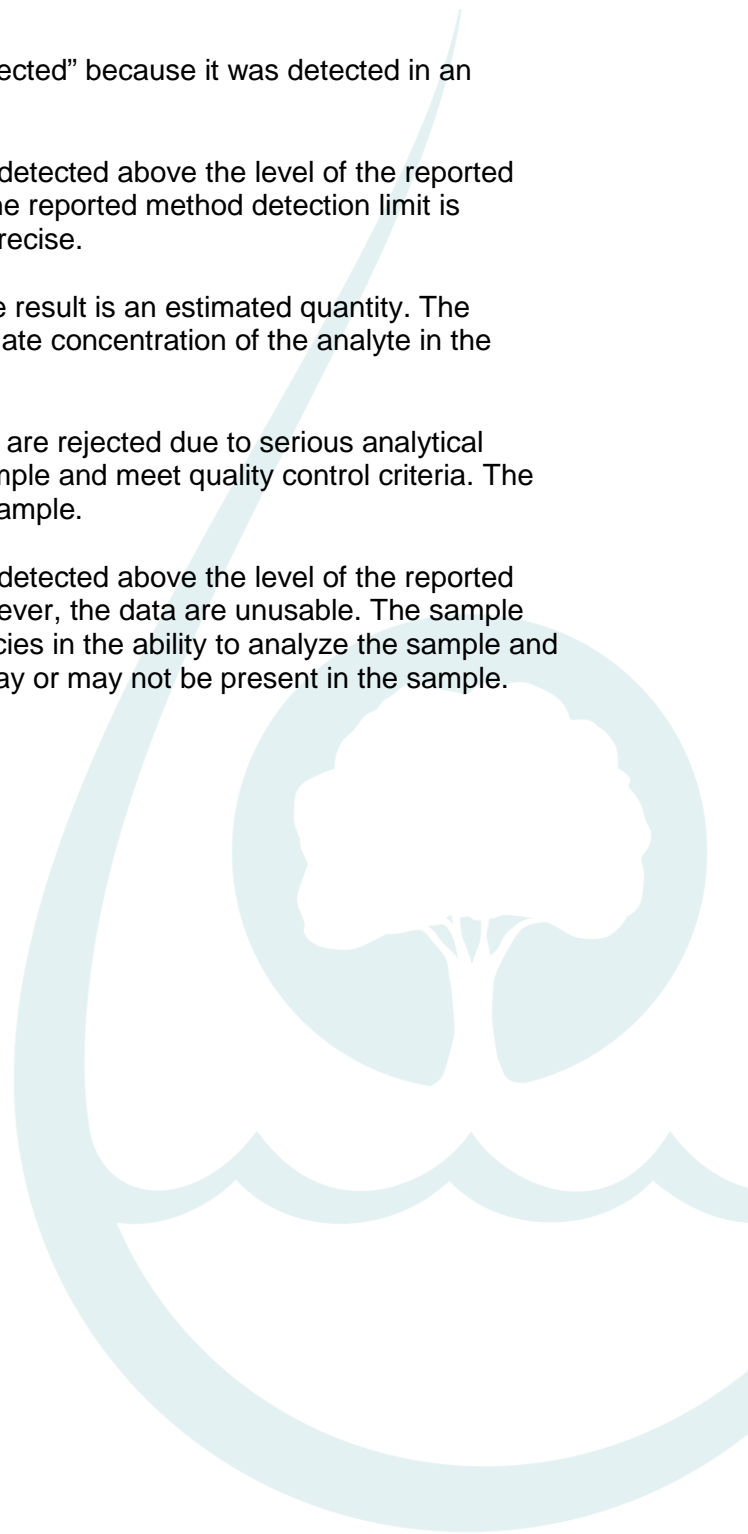 ected” because it was detected in an
detected above the level of the reported
he reported method detection limit is
recise.
e result is an estimated quantity. The
ate concentration of the analyte in the
are rejected due to serious analytical
mple and meet quality control criteria. The
ample.
detected above the level of the reported
ever, the data are unusable. The sample
cies in the ability to analyze the sample and
ay or may not be present in the sample.